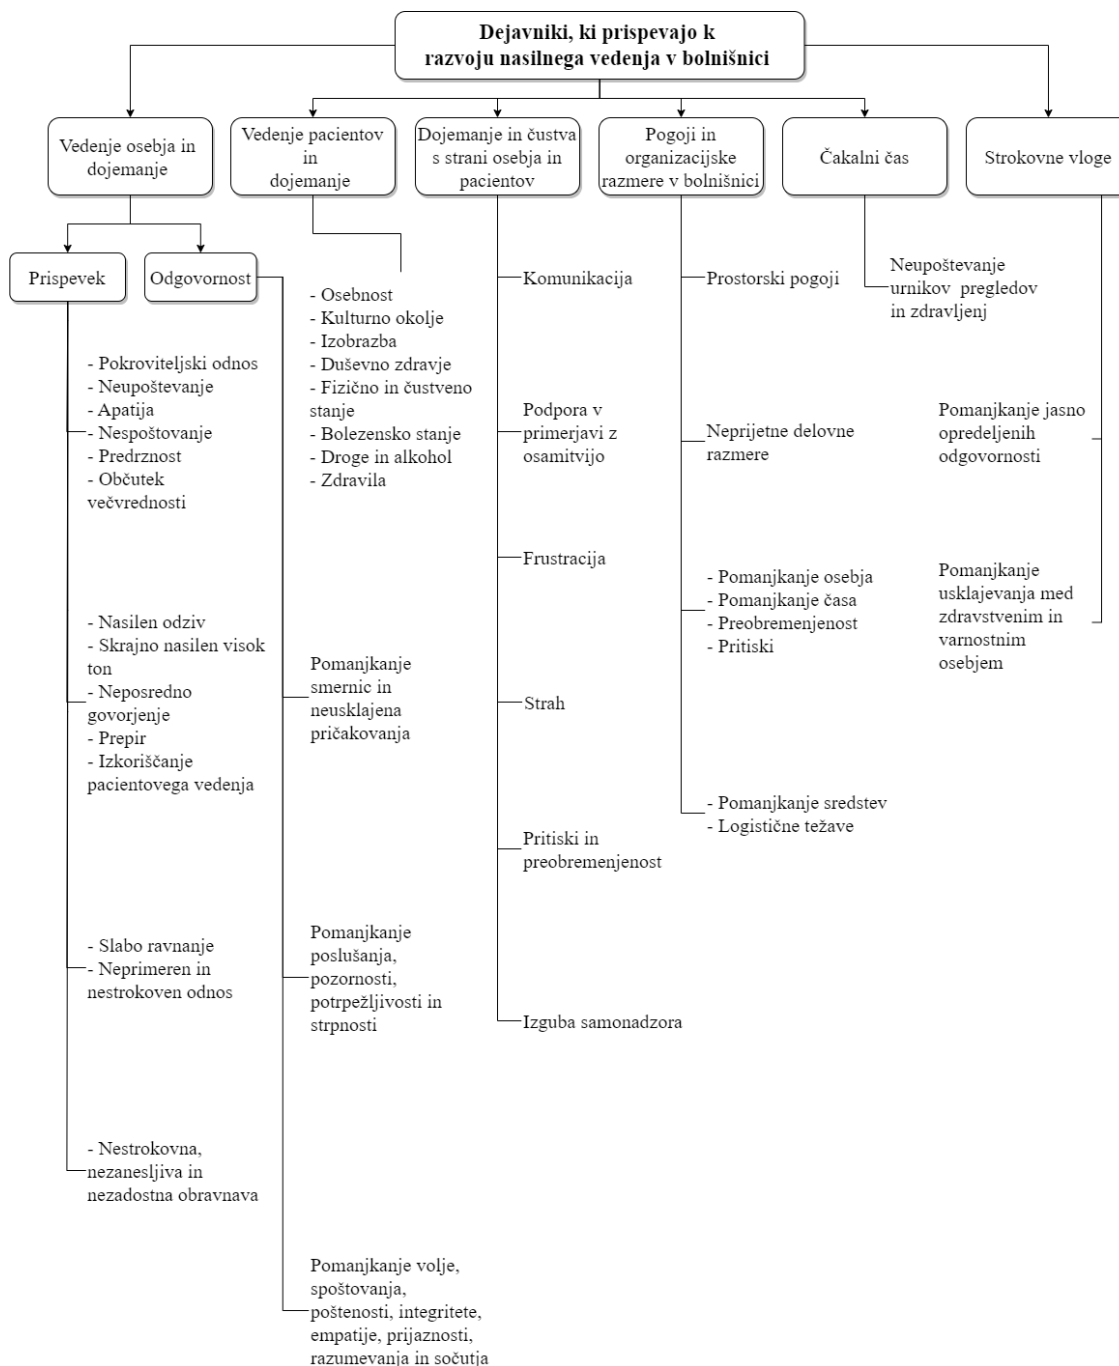 Dejavniki, ki prispevajo k
razvoju nasilnega vedenja v bolnišnici
Vedenje osebja in
dojemanje
Vedenje pacientov
in
dojemanje
Dojemanje in čustva
s strani osebja in
pacientov
Pogoji in
organizacijske
razmere v bolnišnici
Čakalni čas
Strokovne vloge
Prispevek
Odgovornost
- Pokroviteljski odnos
- Neupoštevanje
- Apatija
- Nespoštovanje
- Predrznost
- Občutek
večvrednosti
- Nasilen odziv
- Skrajno nasilen visok
ton
- Neposredno
govorjenje
- Prepir
- Izkoriščanje
pacientovega vedenja
- Slabo ravnanje
- Neprimeren in
nestrokoven odnos
- Nestrokovna,
nezanesljiva in
nezadostna obravnava
Pomanjkanje
smernic in
neusklajena
pričakovanja
Pomanjkanje
poslušanja,
pozornosti,
potrpežljivosti in
strpnosti
Pomanjkanje volje,
spoštovanja,
poštenosti, integritete,
empatije, prijaznosti,
razumevanja in sočutja
- Osebnost
- Kulturno okolje
- Izobrazba
- Duševno zdravje
- Fizično in čustveno
stanje
- Bolezensko stanje
- Droge in alkohol
- Zdravila
Komunikacija
Podpora v
primerjavi z
osamitvijo
Frustracija
Strah
Pritiski in
preobremenjenost
Izguba samonadzora
Prostorski pogoji
Neprijetne delovne
razmere
- Pomanjkanje osebja
- Pomanjkanje časa
- Preobremenjenost
- Pritiski
- Pomanjkanje sredstev
- Logistične težave
Neupoštevanje
urnikov  pregledov
in zdravljenj
Pomanjkanje jasno
opredeljenih
odgovornosti
Pomanjkanje
usklajevanja med
zdravstvenim in
varnostnim
osebjem